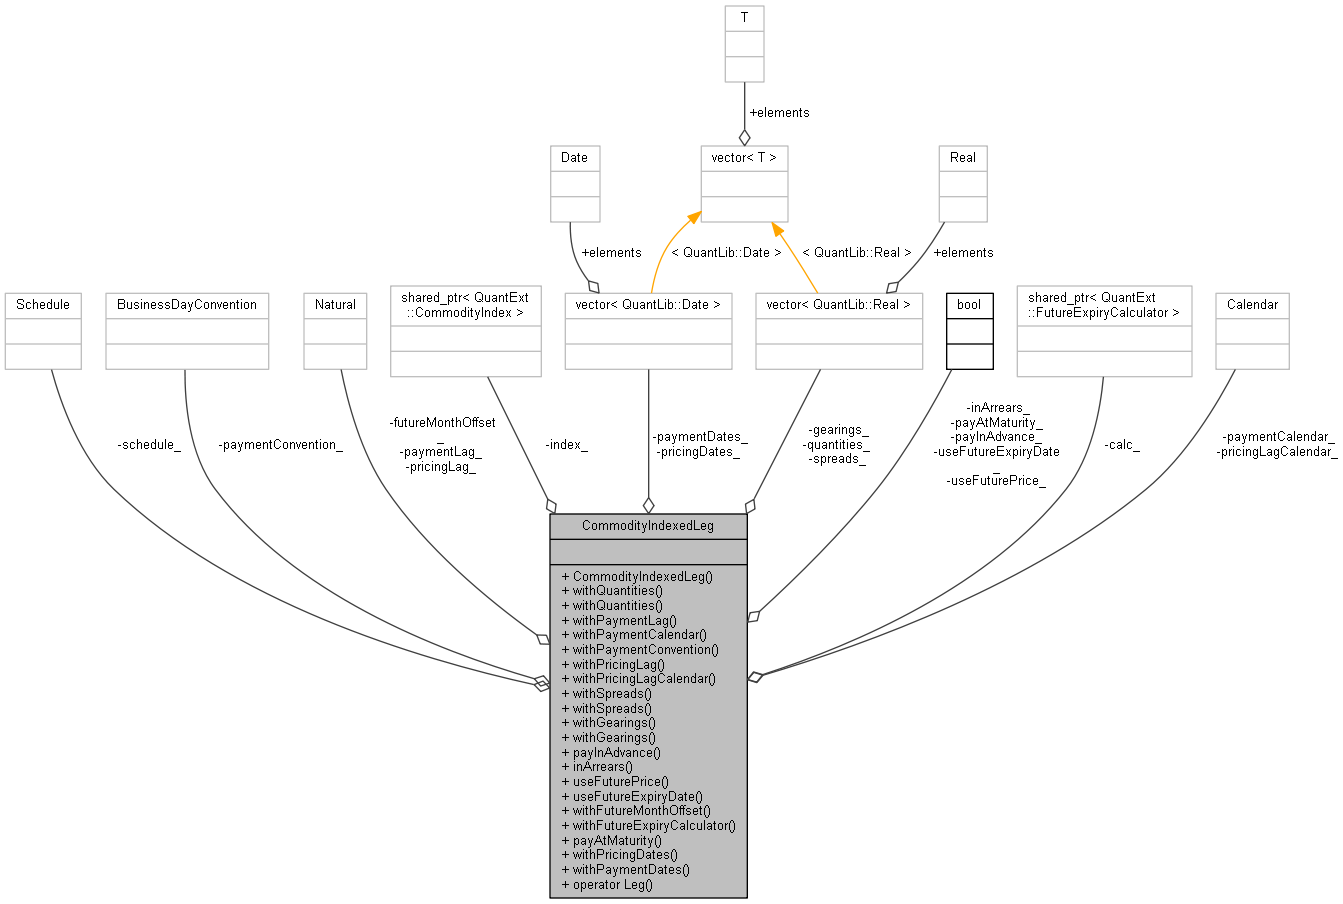 T
+elements
Date
vector< T >
Real
+elements
< QuantLib::Date >
< QuantLib::Real >
+elements
Schedule
BusinessDayConvention
Natural
shared_ptr< QuantExt
::CommodityIndex >
vector< QuantLib::Date >
vector< QuantLib::Real >
bool
shared_ptr< QuantExt
::FutureExpiryCalculator >
Calendar
-schedule_
-paymentConvention_
-futureMonthOffset
_
-paymentLag_
-pricingLag_
-index_
-paymentDates_
-pricingDates_
-gearings_
-quantities_
-spreads_
-inArrears_
-payAtMaturity_
-payInAdvance_
-useFutureExpiryDate
_
-useFuturePrice_
-calc_
-paymentCalendar_
-pricingLagCalendar_
CommodityIndexedLeg
+ CommodityIndexedLeg()
+ withQuantities()
+ withQuantities()
+ withPaymentLag()
+ withPaymentCalendar()
+ withPaymentConvention()
+ withPricingLag()
+ withPricingLagCalendar()
+ withSpreads()
+ withSpreads()
+ withGearings()
+ withGearings()
+ payInAdvance()
+ inArrears()
+ useFuturePrice()
+ useFutureExpiryDate()
+ withFutureMonthOffset()
+ withFutureExpiryCalculator()
+ payAtMaturity()
+ withPricingDates()
+ withPaymentDates()
+ operator Leg()